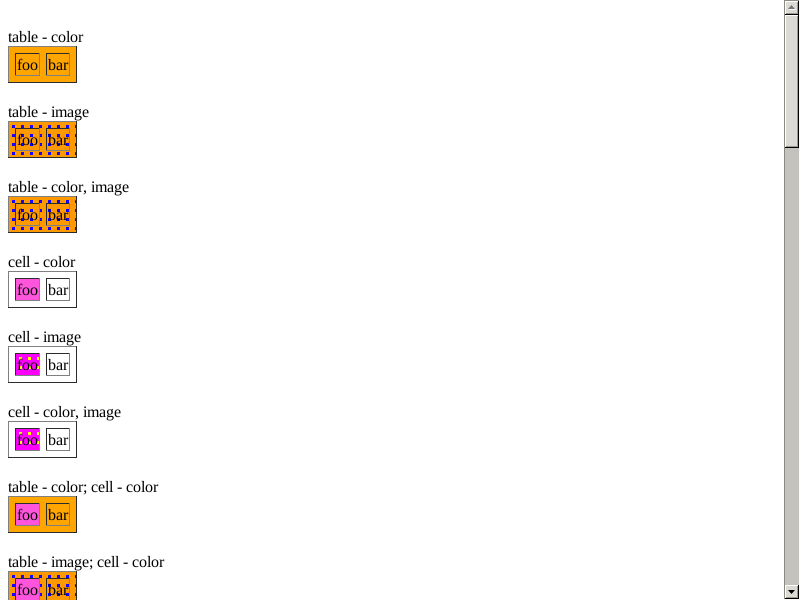 table - color
foo bar
table - image
foo bar
table - color, image
foo bar
cell - color
foo bar
cell - image
foo bar
cell - color, image
foo bar
table - color; cell - color
foo bar
table - image; cell - color
foo bar